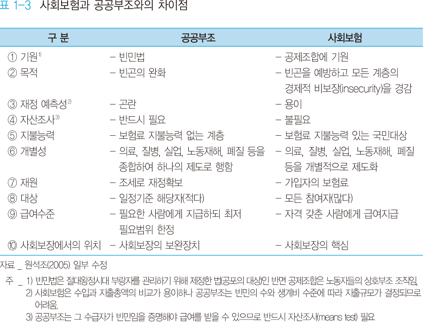 표 1-3 사회보험과 공공부조와의 차이점
구 분 공공부조 사회보험
① 기원¹⁾ - 빈민법 - 공제조합에 기원
② 목적 - 빈곤의 완화 - 빈곤을 예방하고 모든 계층의
경제적 비보장(insecurity)을 경감
③ 재정 예측성²⁾ - 곤란 - 용이
④ 자산조사³⁾ - 반드시 필요 - 불필요
⑤ 지불능력 - 보험료 지불능력 없는 계층 - 보험료 지불능력 있는 국민대상
⑥ 개별성 - 의료, 질병, 실업, 노동재해, 폐질 등을 - 의료, 질병, 실업, 노동재해, 폐질
종합하여 하나의 제도로 행함 등을 개별적으로 제도화
⑦ 재원 - 조세로 재정확보 - 가입자의 보험료
⑧ 대상 - 일정기준 해당자(적다) - 모든 참여자(많다)
⑨ 급여수준 - 필요한 사람에게 지급하되 최저 - 자격 갖춘 사람에게 급여지급
필요범위 한정
⑩ 사회보장에서의 위치 - 사회보장의 보완장치 - 사회보장의 핵심
자료 _ 원석조(2005) 일부 수정
주 _ 1) 빈민법은 절대왕정시대 부랑자를 관리하기 위해 제정한 법(공포의 대상)인 반면 공제조합은 노동자들의 상호부조 조직임.
2) 사회보험은 수입과 지출총액의 비교가 용이하나 공공부조는 빈민의 수와 생계비 수준에 따라 지출규모가 결정되므로
어려움.
3) 공공부조는 그 수급자가 빈민임을 증명해야 급여를 받을 수 있으므로 반드시 자산조사(means test) 필요